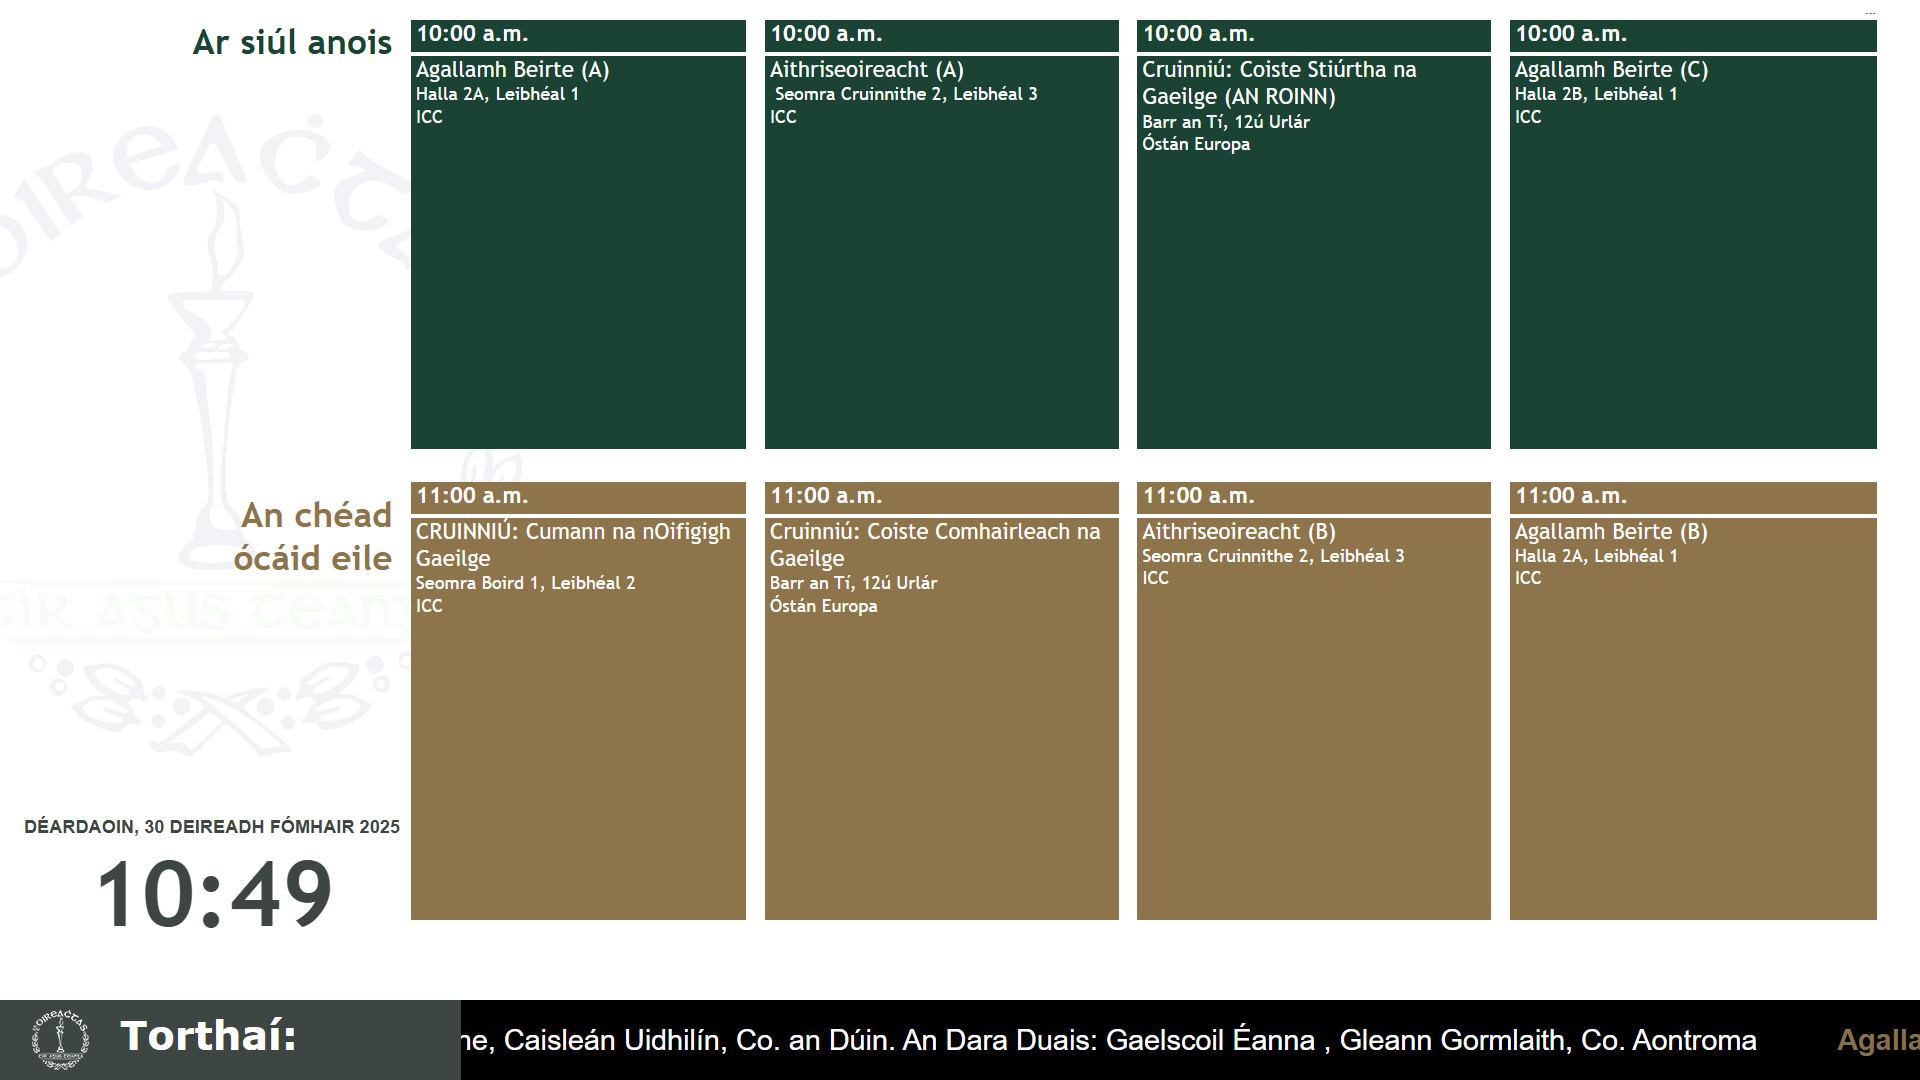 Ar siúl anois
10:00 a.m.
Agallamh Beirte (A)
Halla 2A, Leibhéal 1
ICC
10:00 a.m.
Aithriseoireacht (A)
Seomra Cruinnithe 2, Leibhéal 3
ICC
10:00 a.m.
Cruinniú: Coiste Stiúrtha na
Gaeilge (AN ROINN)
Barr an Tí, 12ú Urlár
Óstán Europa
10:00 a.m.
Agallamh Beirte (C)
Halla 2B, Leibhéal 1
ICC
An chéad
ócáid eile
11:00 a.m.
CRUINNIÚ: Cumann na nOifigigh
Gaeilge
Seomra Boird 1, Leibhéal 2
ICC
11:00 a.m.
Cruinniú: Coiste Comhairleach na
Gaeilge
Barr an Tí, 12ú Urlár
Óstán Europa
11:00 a.m.
Aithriseoireacht (B)
Seomra Cruinnithe 2, Leibhéal 3
ICC
11:00 a.m.
Agallamh Beirte (B)
Halla 2A, Leibhéal 1
ICC
DÉARDAOIN, 30 DEIREADH FÓMHAIR 2025
10:49
Torthaí:
ne, Caisleán Uidhilín, Co. an Dúin. An Dara Duais: Gaelscoil Éanna , Gleann Gormlaith, Co. Aontroma Agalla